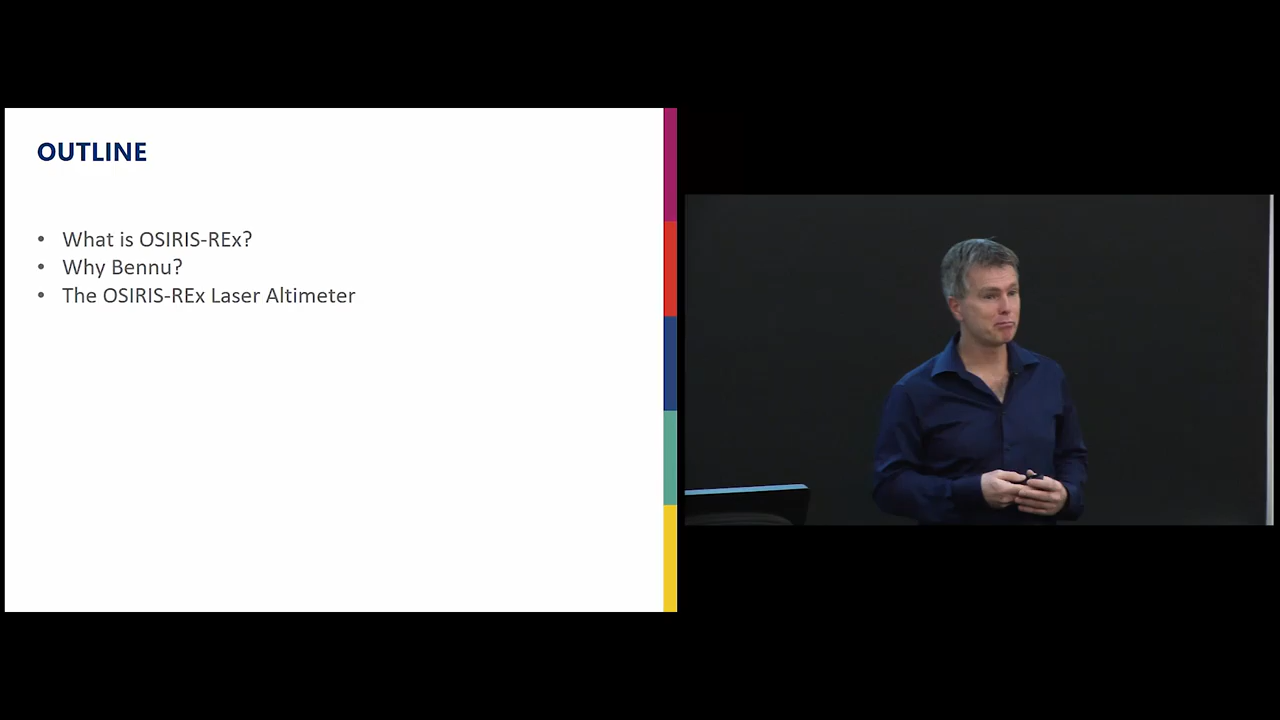 OUTLINE
• What is OSIRIS-REx?
• Why Bennu?
• The OSIRIS-REx Laser Altimeter